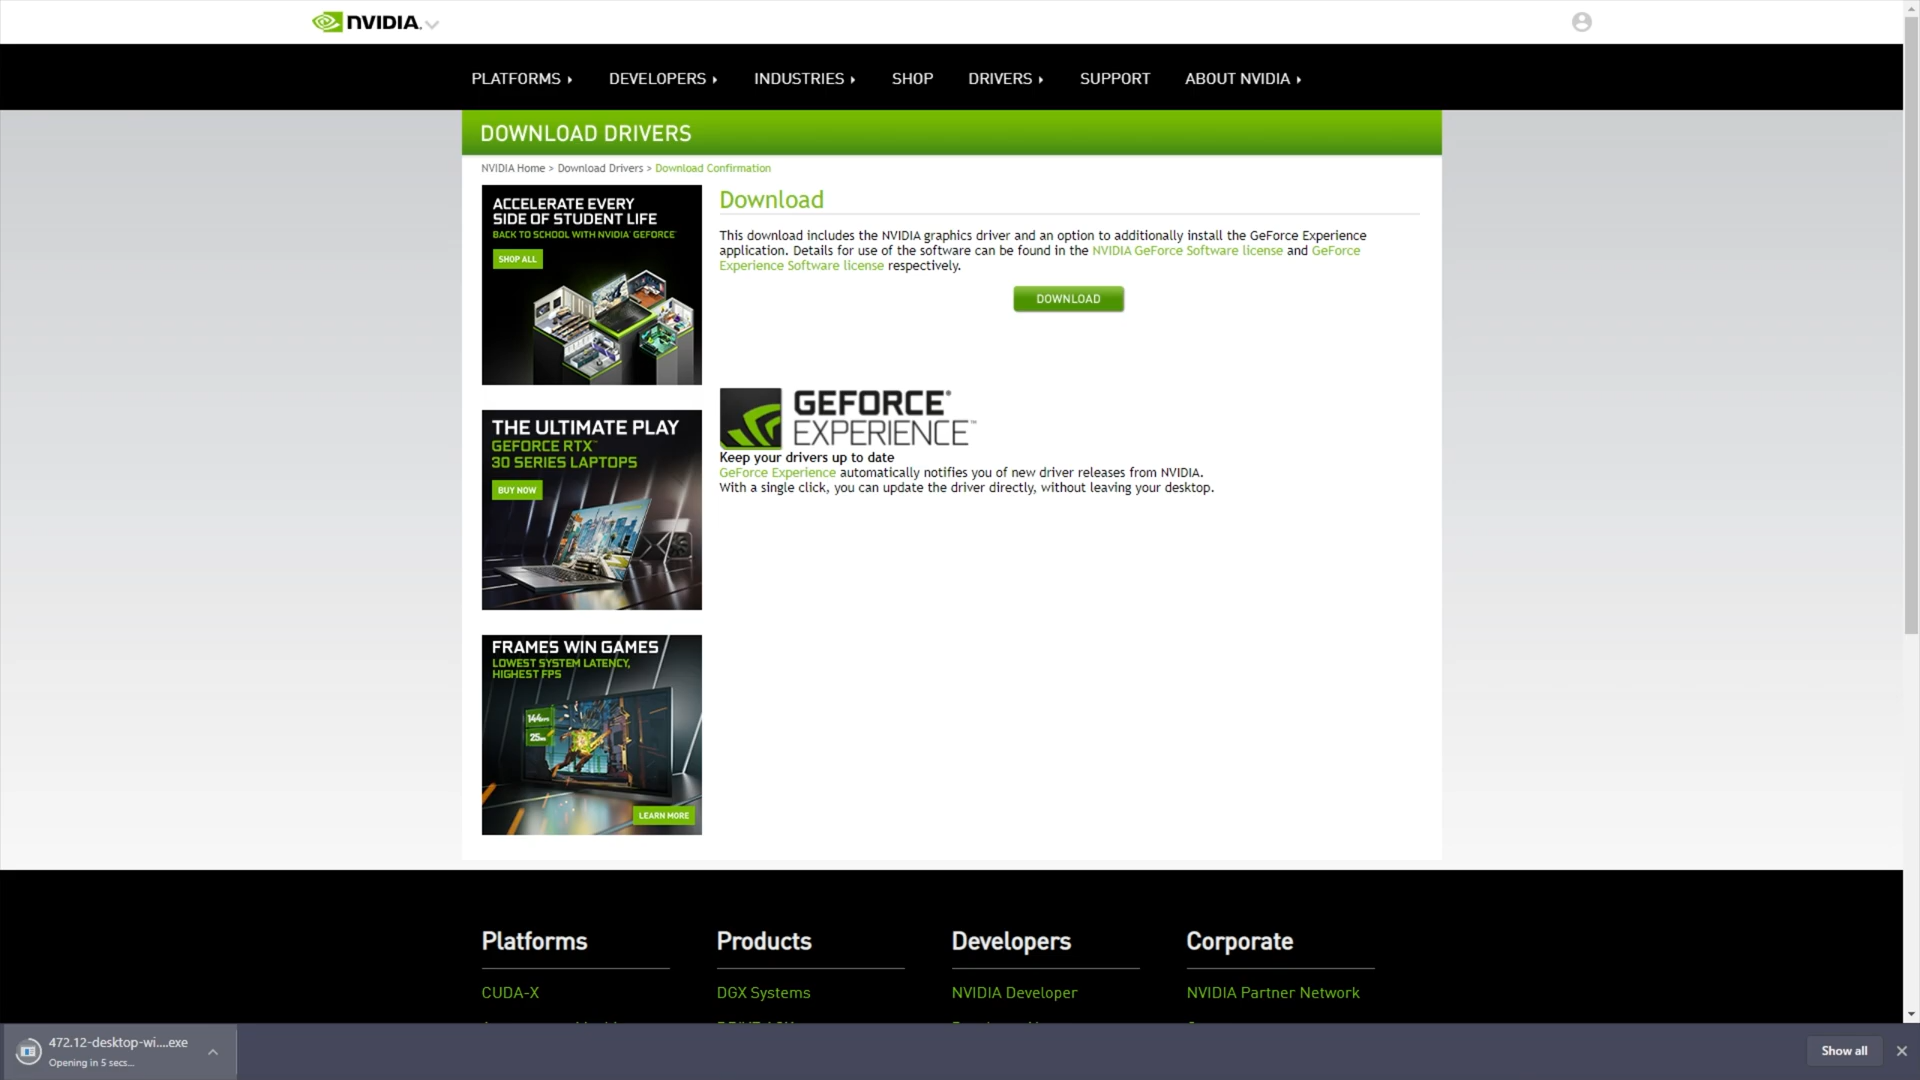 NVIDIA.
PLATFORMS
DEVELOPERS
INDUSTRIES
SHOP
DRIVERS
SUPPORT
ABOUT NVIDIA
DOWNLOAD DRIVERS
NVIDIA Home > Download Drivers > Download Confirmation
ACCELERATE EVERY
SIDE OF STUDENT LIFE
BACK TO SCHOOL WITH NVIDIA GEFORCE
SHOP ALL
THE ULTIMATE PLAY
GEFORCE RTX™
30 SERIES LAPTOPS
BUY NOW
FRAMES WIN GAMES
LOWEST SYSTEM LATENCY,
HIGHEST FPS
144FPS
25ms
LEARN MORE
Download
This download includes the NVIDIA graphics driver and an option to additionally install the GeForce Experience
application. Details for use of the software can be found in the NVIDIA GeForce Software license and GeForce
Experience Software license respectively.
DOWNLOAD
GEFORCE®
EXPERIENCE™
Keep your drivers up to date
GeForce Experience automatically notifies you of new driver releases from NVIDIA.
With a single click, you can update the driver directly, without leaving your desktop.
Platforms
CUDA-X
Products
DGX Systems
Developers
NVIDIA Developer
Corporate
NVIDIA Partner Network
472.12-desktop-wi....exe
Opening in 5 secs...
Show all